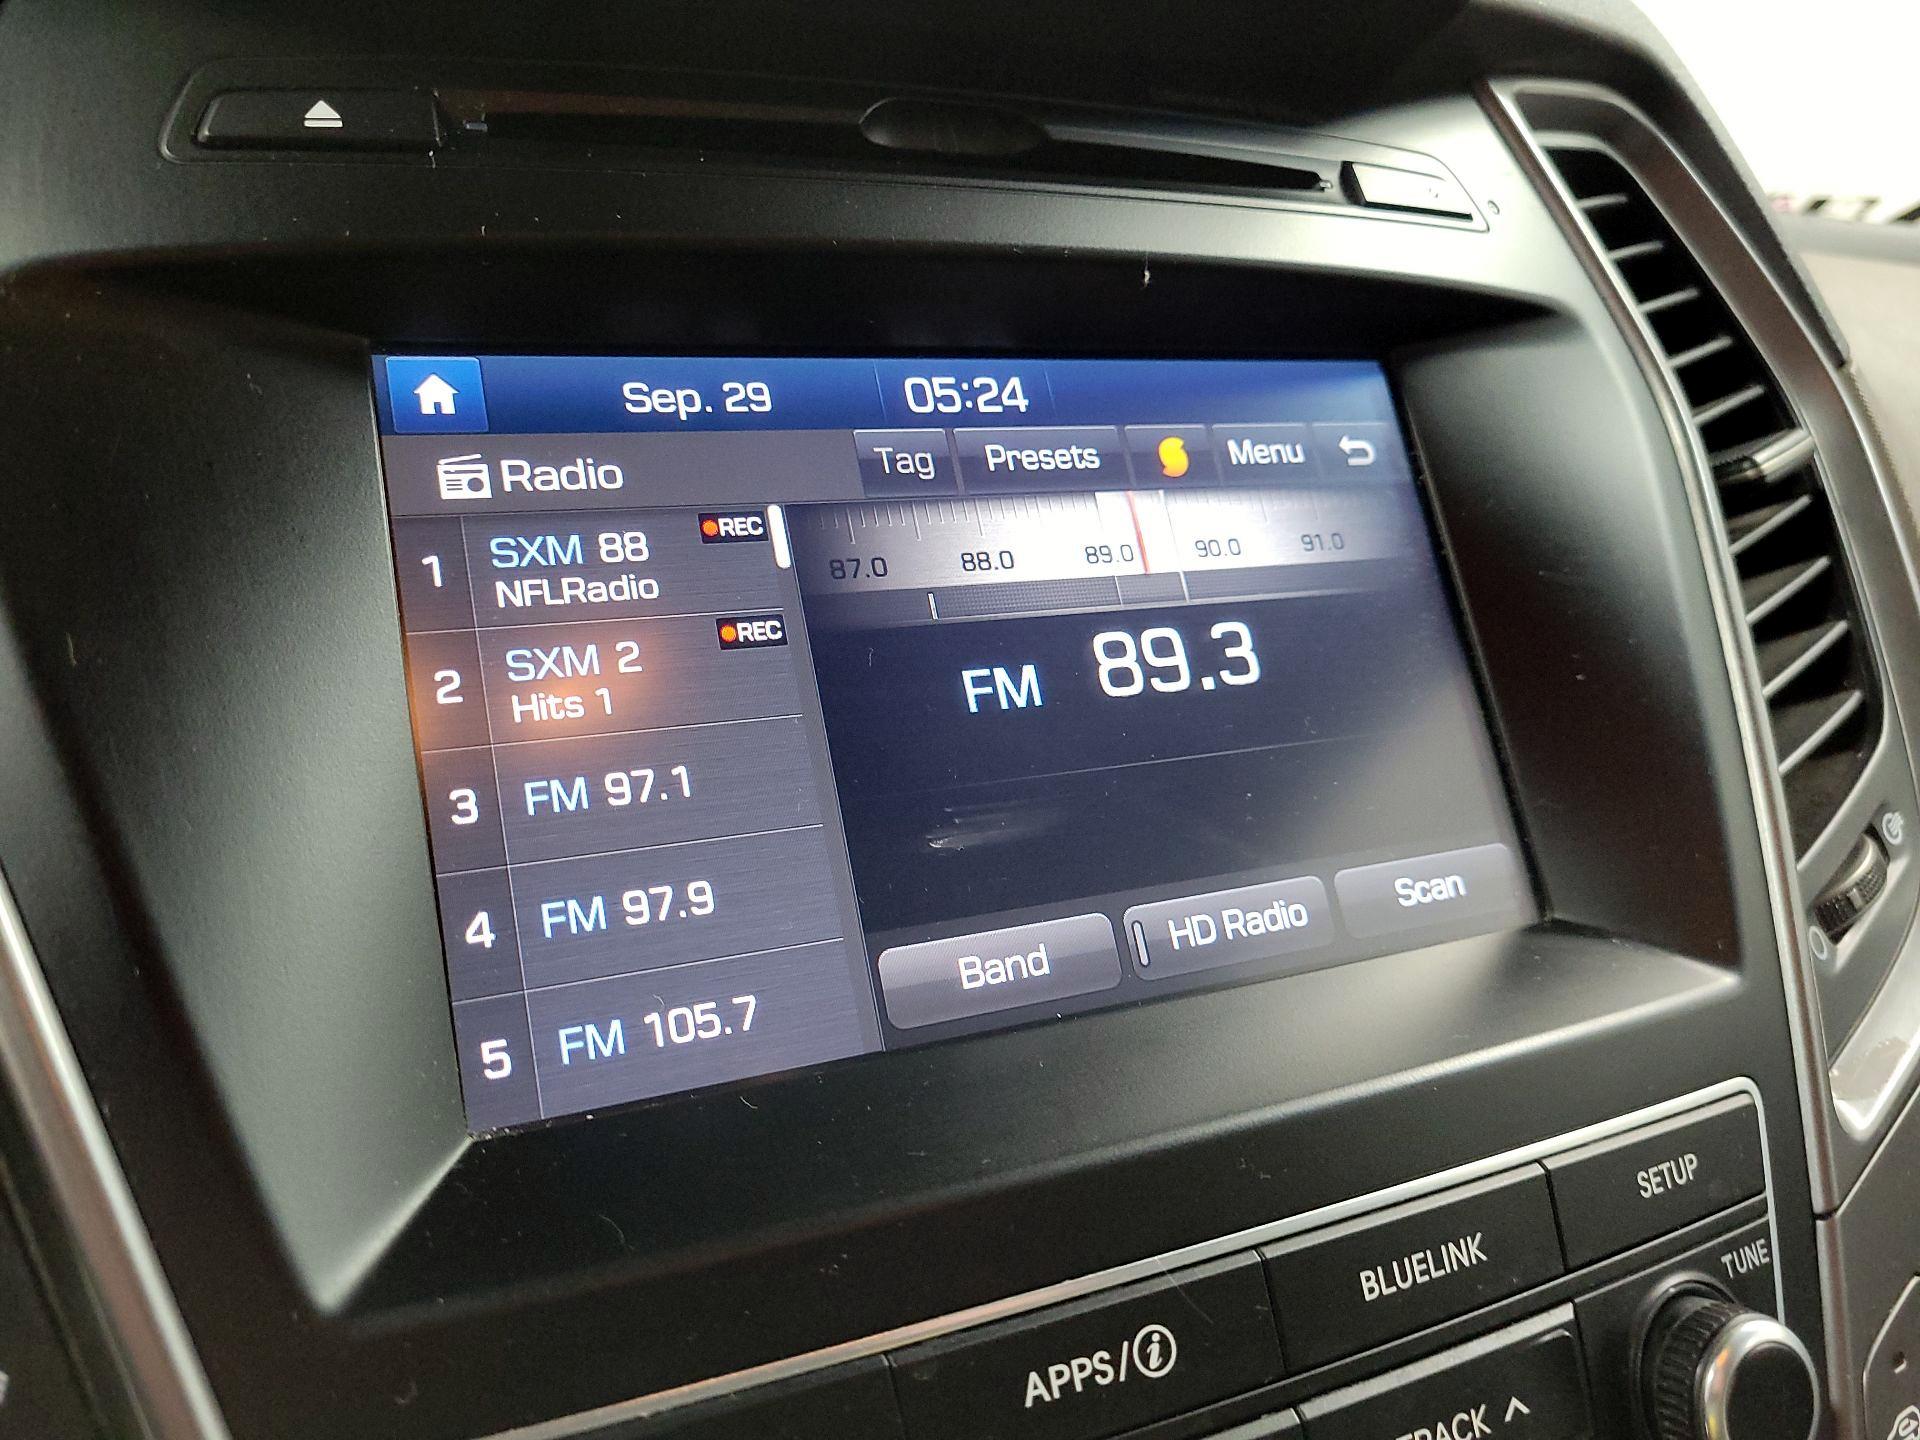 Sep. 29 05:24
Radio Tag Presets Menu
1 SXM 88 REC
NFLRadio
2 SXM 2 REC
Hits 1
3 FM 97.1
4 FM 97.9
5 FM 105.7
87.0 88.0 89.0 90.0 91.0
FM 89.3
Band HD Radio Scan
SETUP
BLUELINK
APPS/i
TUNE
TRACK